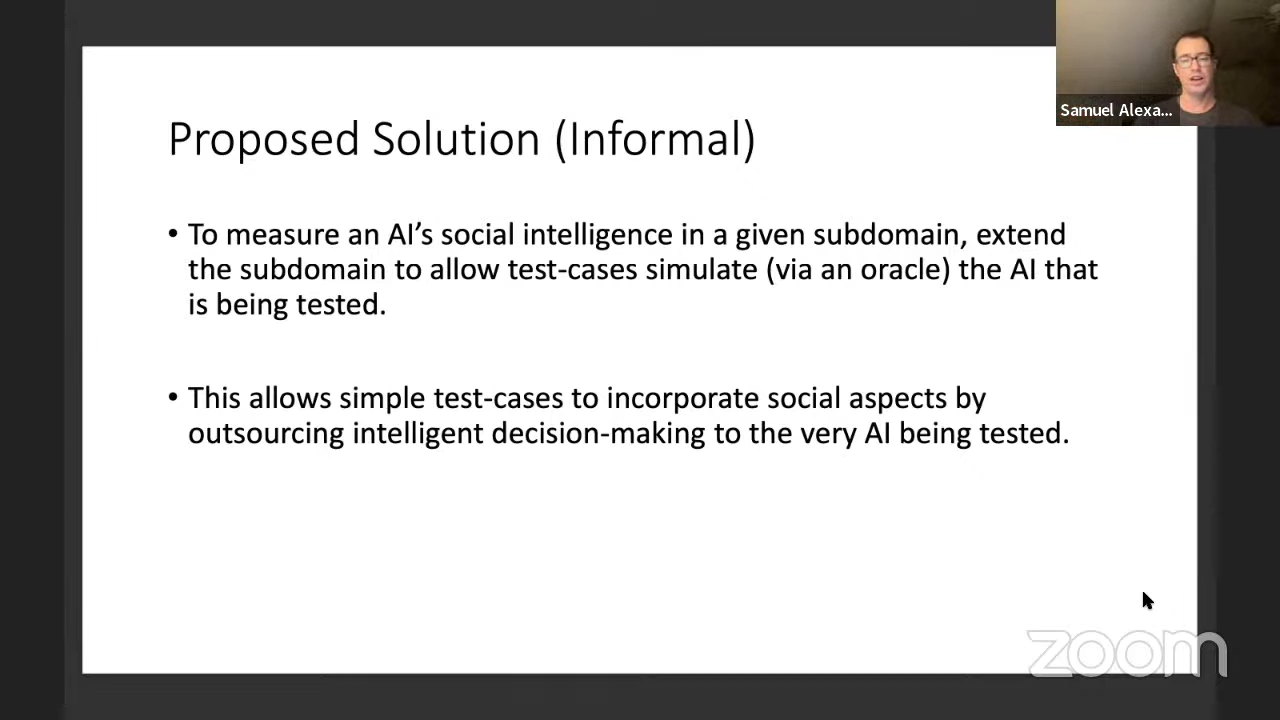 Samuel Alexa...
Proposed Solution (Informal)
• To measure an AI’s social intelligence in a given subdomain, extend
the subdomain to allow test-cases simulate (via an oracle) the AI that
is being tested.
• This allows simple test-cases to incorporate social aspects by
outsourcing intelligent decision-making to the very AI being tested.
zoom